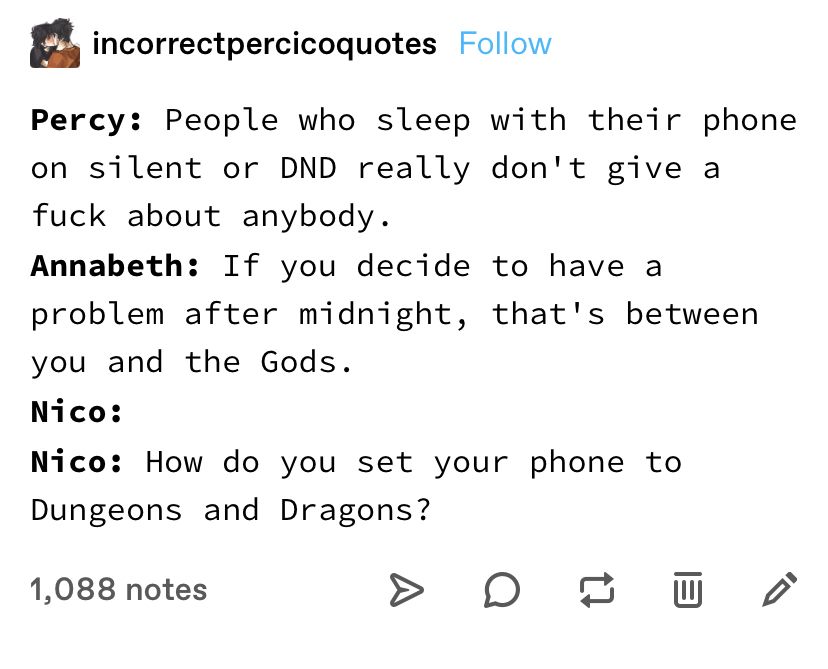 incorrectpercicoquotes Follow
Percy: People who sleep with their phone
on silent or DND really don't give a
fuck about anybody.
Annabeth: If you decide to have a
problem after midnight, that's between
you and the Gods.
Nico:
Nico: How do you set your phone to
Dungeons and Dragons?
1,088 notes